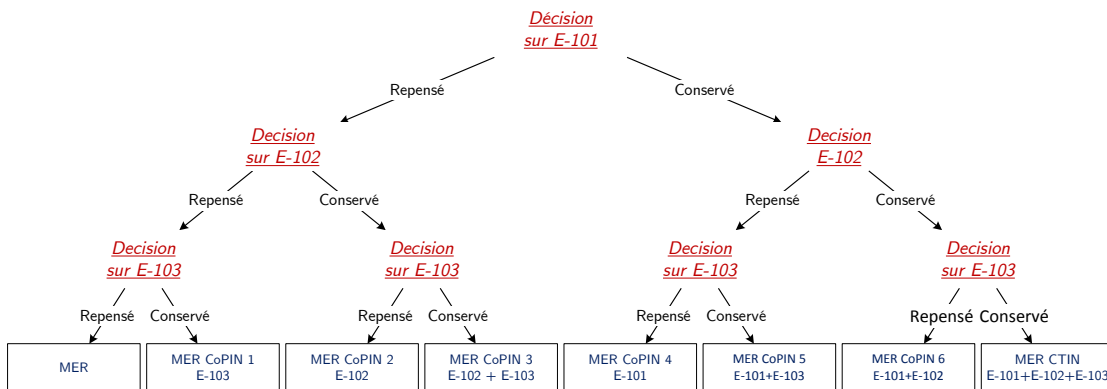 Décision
sur E-101
Repensé
Conservé
Decision
sur E-102
Decision
E-102
Repensé
Conservé
Repensé
Conservé
Decision
sur E-103
Decision
sur E-103
Decision
sur E-103
Decision
sur E-103
Repensé
Conservé
Repensé
Conservé
Repensé
Conservé
Repensé
Conservé
MER
MER CoPIN 1
E-103
MER CoPIN 2
E-102
MER CoPIN 3
E-102 + E-103
MER CoPIN 4
E-101
MER CoPIN 5
E-101+E-103
MER CoPIN 6
E-101+E-102
MER CTIN
E-101+E-102+E-103